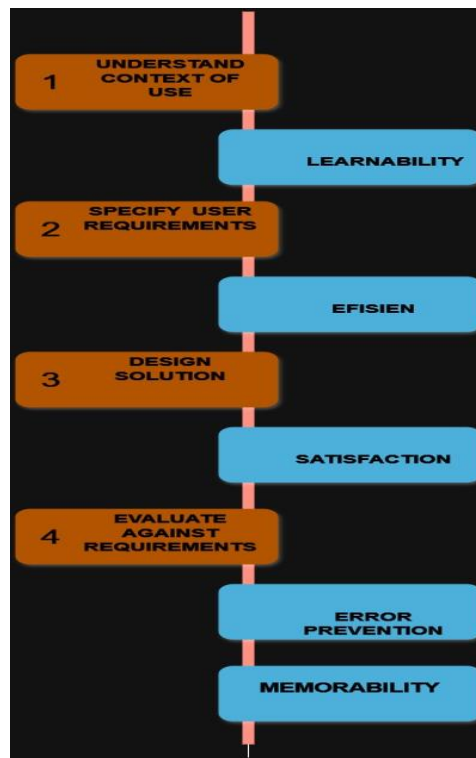 1
UNDERSTAND
CONTEXT OF
USE
LEARNABILITY
2
SPECIFY USER
REQUIREMENTS
EFISIEN
3
DESIGN
SOLUTION
SATISFACTION
4
EVALUATE
AGAINST
REQUIREMENTS
ERROR
PREVENTION
MEMORABILITY